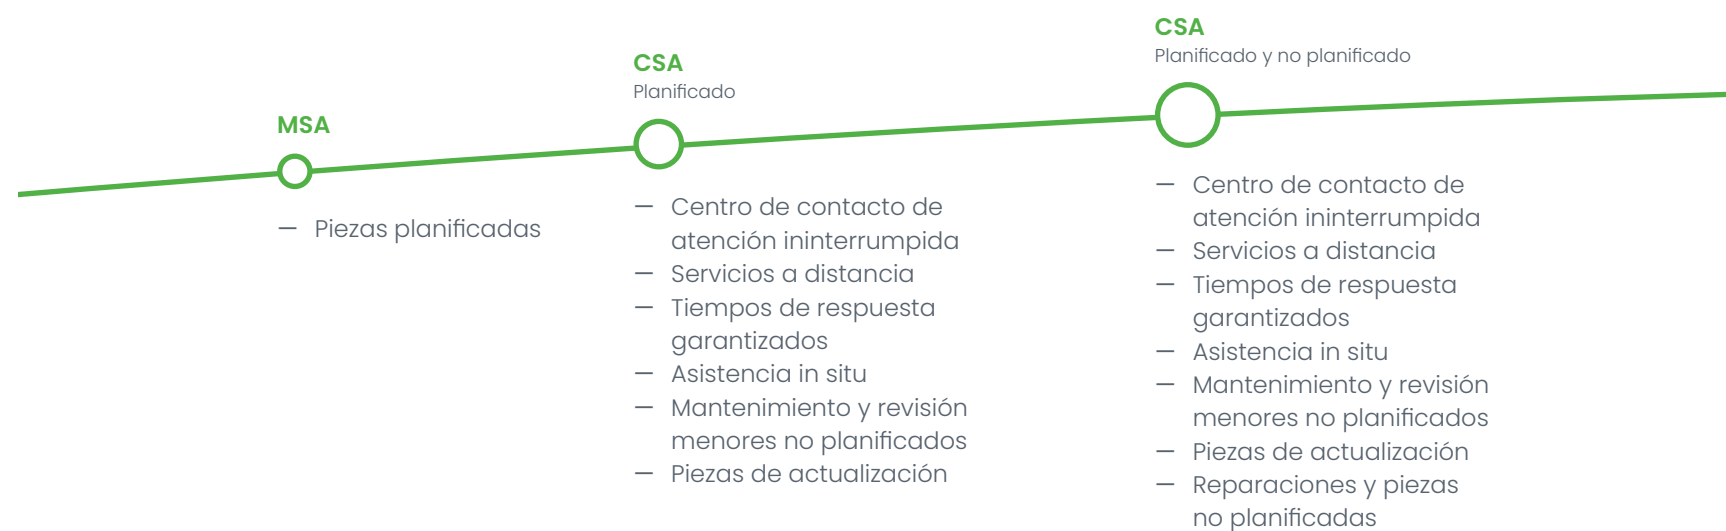 MSA
— Piezas planificadas
CSA
Planificado
— Centro de contacto de
atención ininterrumpida
— Servicios a distancia
— Tiempos de respuesta
garantizados
— Asistencia in situ
— Mantenimiento y revisión
menores no planificados
— Piezas de actualización
CSA
Planificado y no planificado
— Centro de contacto de
atención ininterrumpida
— Servicios a distancia
— Tiempos de respuesta
garantizados
— Asistencia in situ
— Mantenimiento y revisión
menores no planificados
— Piezas de actualización
— Reparaciones y piezas
no planificadas